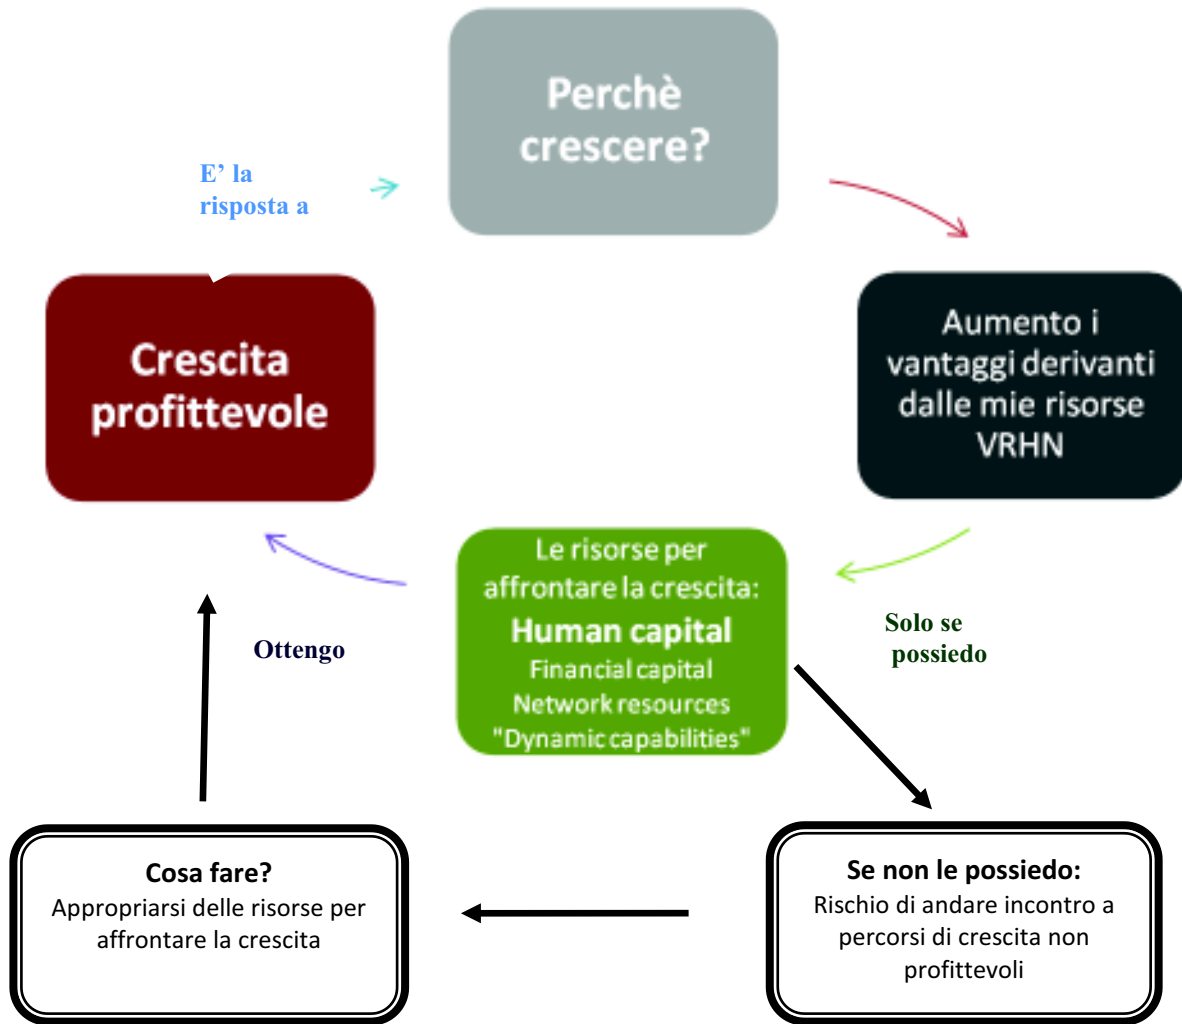 Perchè
crescere?
E’ la
risposta a
Crescita
profittevole
Aumento i
vantaggi derivanti
dalle mie risorse
VRHN
Le risorse per
affrontare la crescita:
Human capital
Financial capital
Network resources
"Dynamic capabilities"
Solo se
possiedo
Ottengo
Cosa fare?
Appropriarsi delle risorse per
affrontare la crescita
Se non le possiedo:
Rischio di andare incontro a
percorsi di crescita non
profittevoli